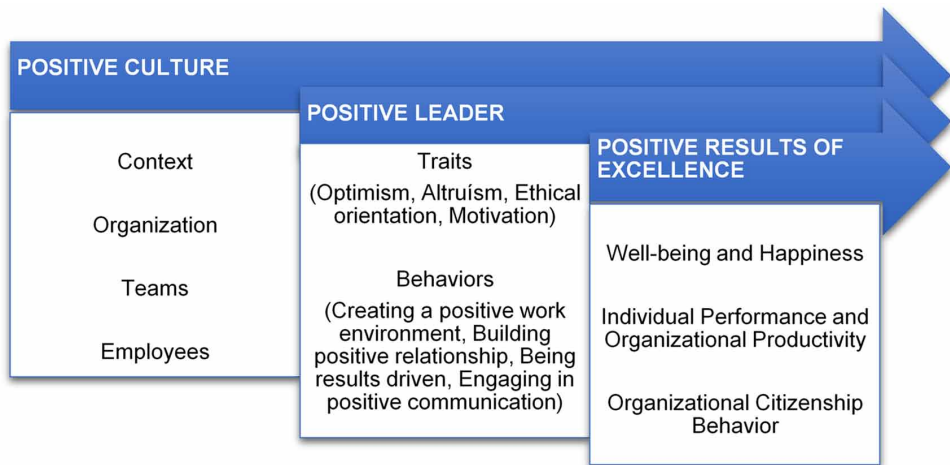 POSITIVE CULTURE
Context
Organization
Teams
Employees
POSITIVE LEADER
Traits
(Optimism, Altruísm, Ethical
orientation, Motivation)
Behaviors
(Creating a positive work
environment, Building
positive relationship, Being
results driven, Engaging in
positive communication)
POSITIVE RESULTS OF
EXCELLENCE
Well-being and Happiness
Individual Performance and
Organizational Productivity
Organizational Citizenship
Behavior